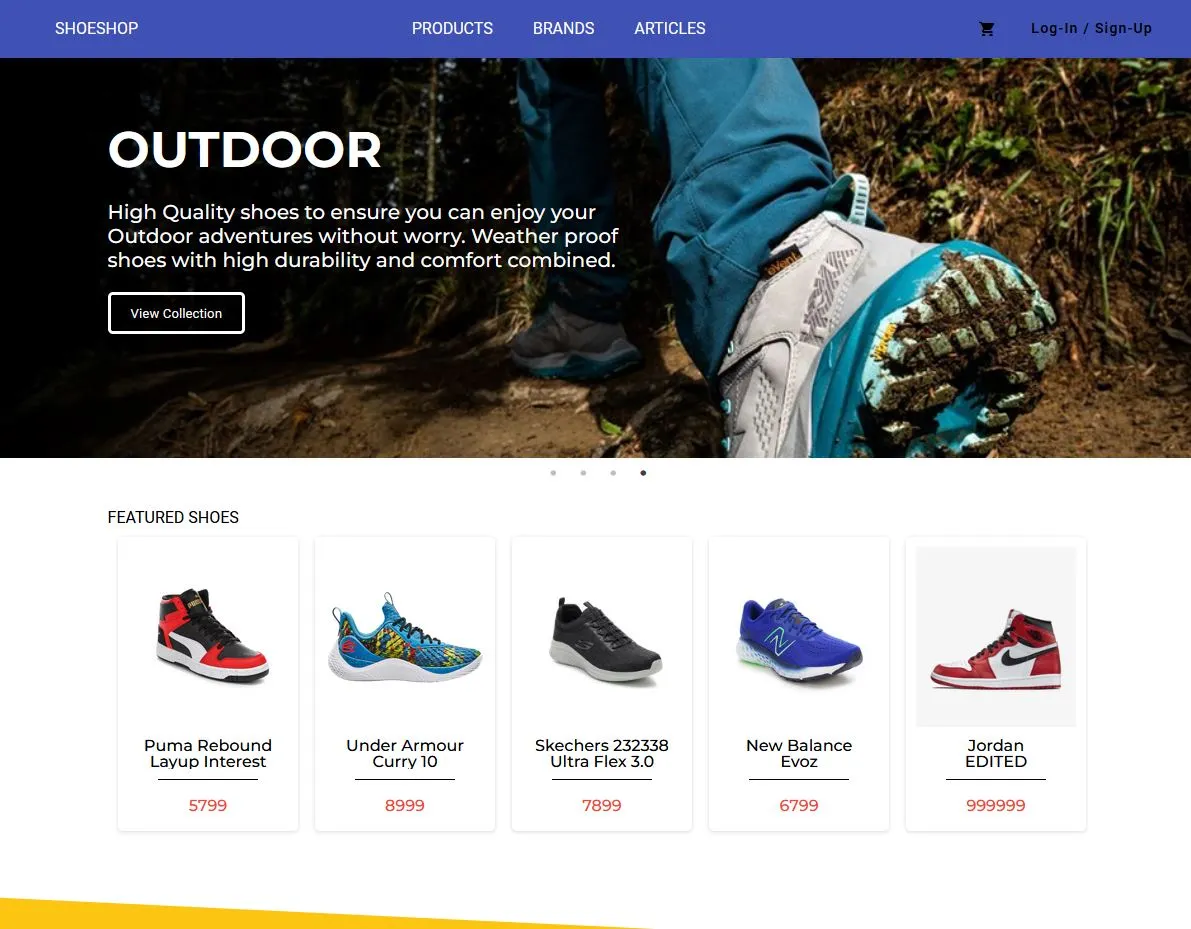 SHOESHOP
PRODUCTS BRANDS ARTICLES
Log-In / Sign-Up
OUTDOOR
High Quality shoes to ensure you can enjoy your
Outdoor adventures without worry. Weather proof
shoes with high durability and comfort combined.
View Collection
eVent
FEATURED SHOES
Puma Rebound
Layup Interest
5799
Under Armour
Curry 10
8999
Skechers 232338
Ultra Flex 3.0
7899
New Balance
Evoz
6799
Jordan
EDITED
999999